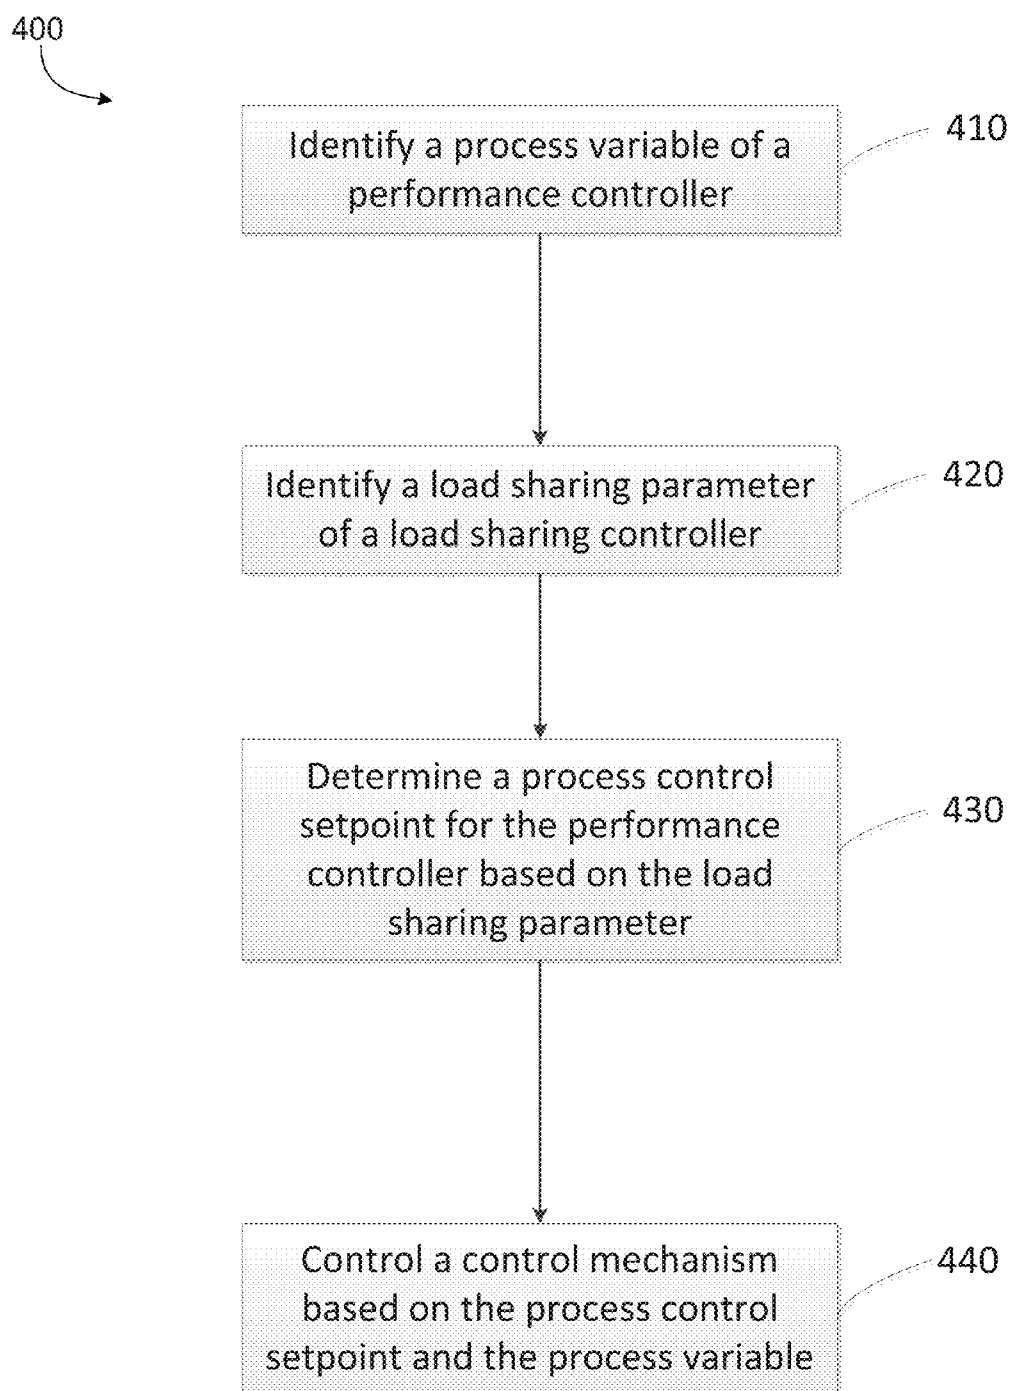 400
Identify a process variable of a
performance controller
410
Identify a load sharing parameter
of a load sharing controller
420
Determine a process control
setpoint for the performance
controller based on the load
sharing parameter
430
Control a control mechanism
based on the process control
setpoint and the process variable
440